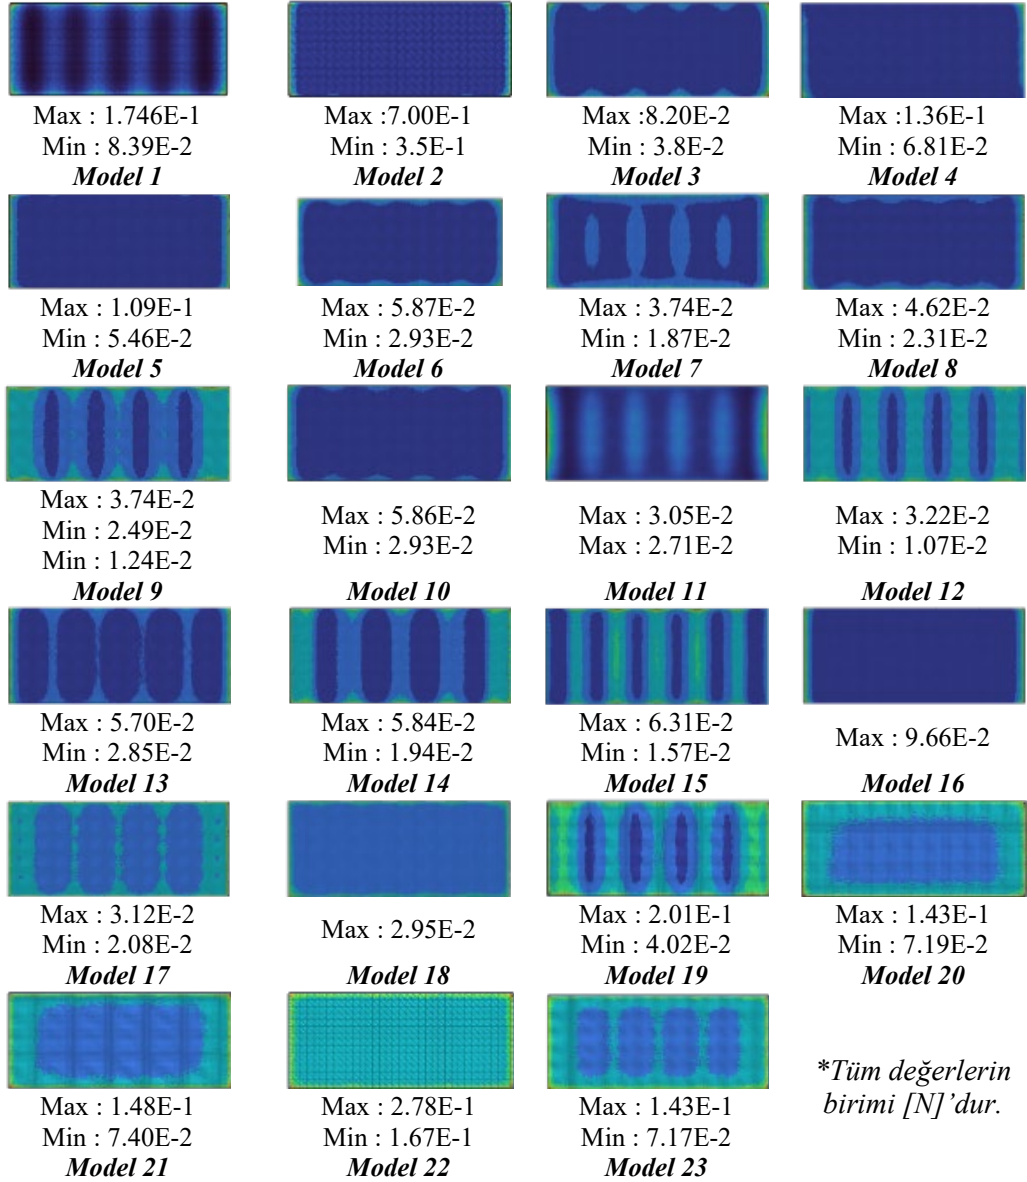 Max : 1.746E-1
Min : 8.39E-2
Model 1
Max :7.00E-1
Min : 3.5E-1
Model 2
Max :8.20E-2
Min : 3.8E-2
Model 3
Max :1.36E-1
Min : 6.81E-2
Model 4
Max : 1.09E-1
Min : 5.46E-2
Model 5
Max : 5.87E-2
Min : 2.93E-2
Model 6
Max : 3.74E-2
Min : 1.87E-2
Model 7
Max : 4.62E-2
Min : 2.31E-2
Model 8
Max : 3.74E-2
Min : 2.49E-2
Min : 1.24E-2
Model 9
Max : 5.86E-2
Min : 2.93E-2
Model 10
Max : 3.05E-2
Max : 2.71E-2
Model 11
Max : 3.22E-2
Min : 1.07E-2
Model 12
Max : 5.70E-2
Min : 2.85E-2
Model 13
Max : 5.84E-2
Min : 1.94E-2
Model 14
Max : 6.31E-2
Min : 1.57E-2
Model 15
Max : 9.66E-2
Model 16
Max : 3.12E-2
Min : 2.08E-2
Model 17
Max : 2.95E-2
Model 18
Max : 2.01E-1
Min : 4.02E-2
Model 19
Max : 1.43E-1
Min : 7.19E-2
Model 20
Max : 1.48E-1
Min : 7.40E-2
Model 21
Max : 2.78E-1
Min : 1.67E-1
Model 22
Max : 1.43E-1
Min : 7.17E-2
Model 23
*Tüm değerlerin
birimi [N]'dur.